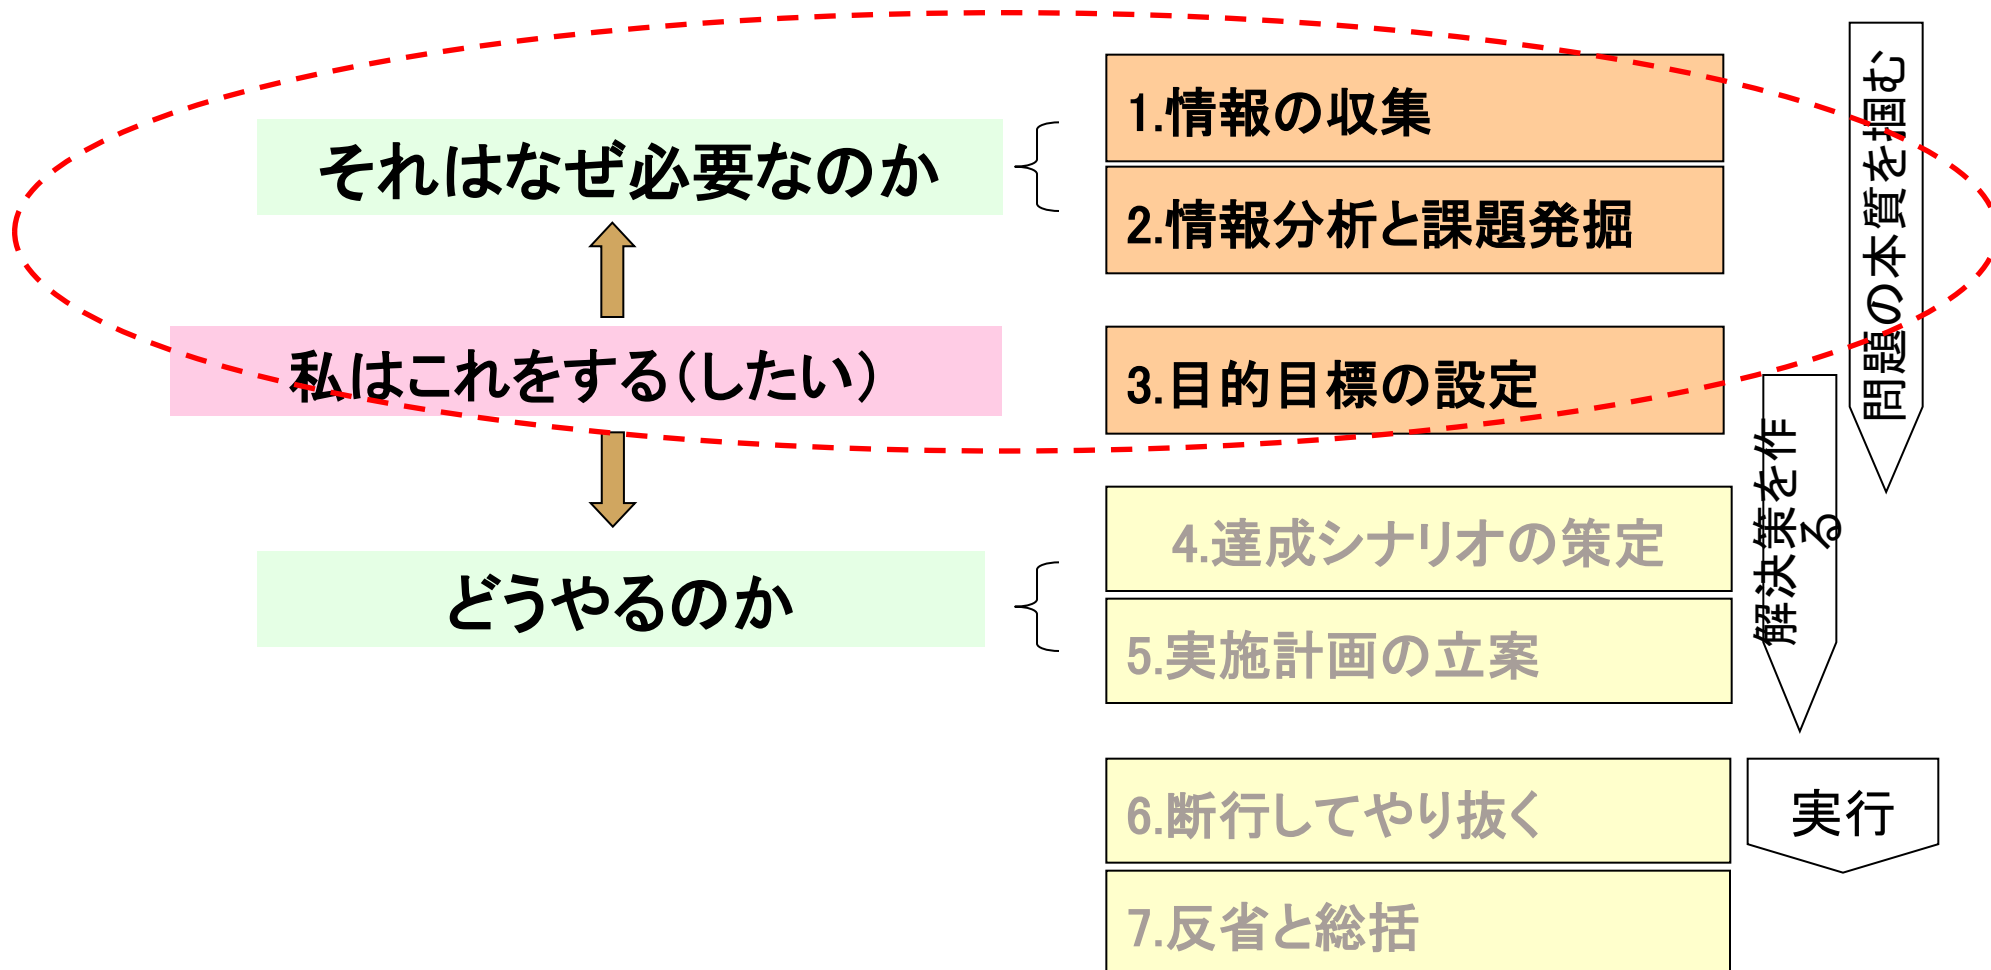 1.情報の収集
それはなぜ必要なのか
2.情報分析と課題発掘
問題の本質を掴む
私はこれをする（したい）
3.目的目標の設定
解決策を作
る
4.達成シナリオの策定
どうやるのか
5.実施計画の立案
6.断行してやり抜く
実行
7.反省と総括